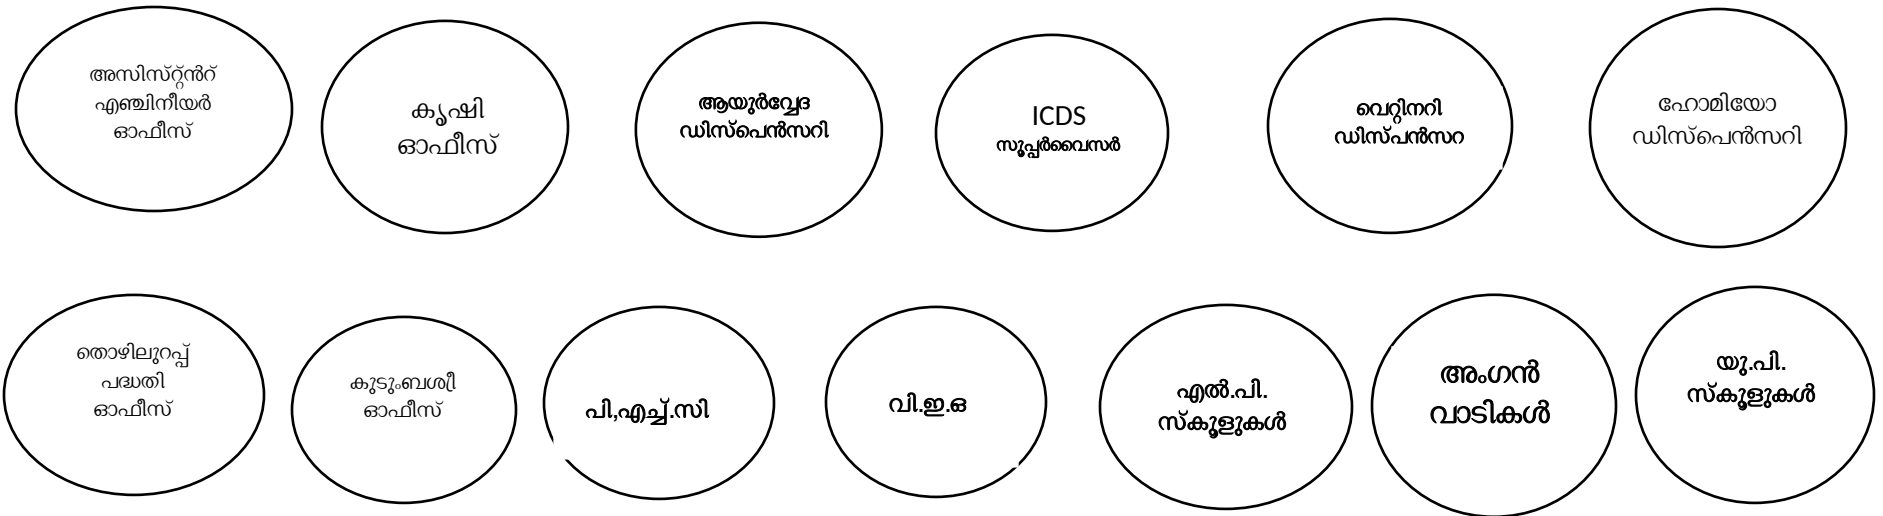 അസിസ്റ്റൻറ്
എഞ്ചിനീയർ
ഓഫീസ്
കൃഷി
ഓഫീസ്
ആയുർവ്വേദ
ഡിസ്പെൻസറി
ICDS
സൂപ്പർവൈസർ
വെറ്റിനറി
ഡിസ്പൻസറ
ഹോമിയോ
ഡിസ്പെൻസറി
തൊഴിലുറപ്പ്
പദ്ധതി
ഓഫീസ്
കുടുംബശ്രീ
ഓഫീസ്
പി,എച്ച്.സി
വി.ഇ.ഒ
എൽ.പി.
സ്കൂളുകൾ
അംഗൻ
വാടികൾ
യു.പി.
സ്കൂളുകൾ